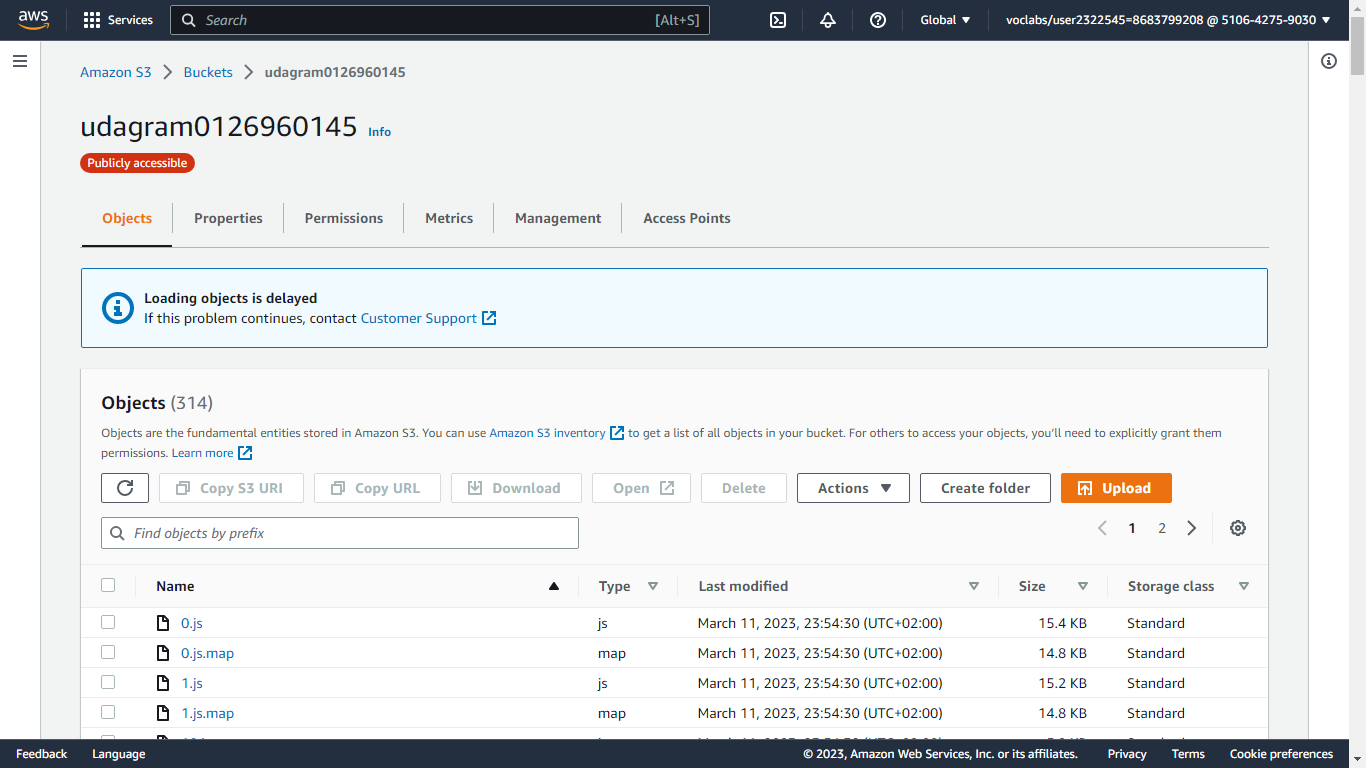 aws Services Search [Alt+S] Global voclabs/user2322545=8683799208 @ 5106-4275-9030
Amazon S3 Buckets udagram0126960145
udagram0126960145 Info
Publicly accessible
Objects Properties Permissions Metrics Management Access Points
Loading objects is delayed
If this problem continues, contact Customer Support
Objects (314)
Objects are the fundamental entities stored in Amazon S3. You can use Amazon S3 inventory to get a list of all objects in your bucket. For others to access your objects, you'll need to explicitly grant them
permissions. Learn more
Copy S3 URI Copy URL Download Open Delete Actions Create folder Upload
Find objects by prefix 1 2
Name Type Last modified Size Storage class
0.js js March 11, 2023, 23:54:30 (UTC+02:00) 15.4 KB Standard
0.js.map map March 11, 2023, 23:54:30 (UTC+02:00) 14.8 KB Standard
1.js js March 11, 2023, 23:54:30 (UTC+02:00) 15.2 KB Standard
1.js.map map March 11, 2023, 23:54:30 (UTC+02:00) 14.8 KB Standard
Feedback Language © 2023, Amazon Web Services, Inc. or its affiliates. Privacy Terms Cookie preferences